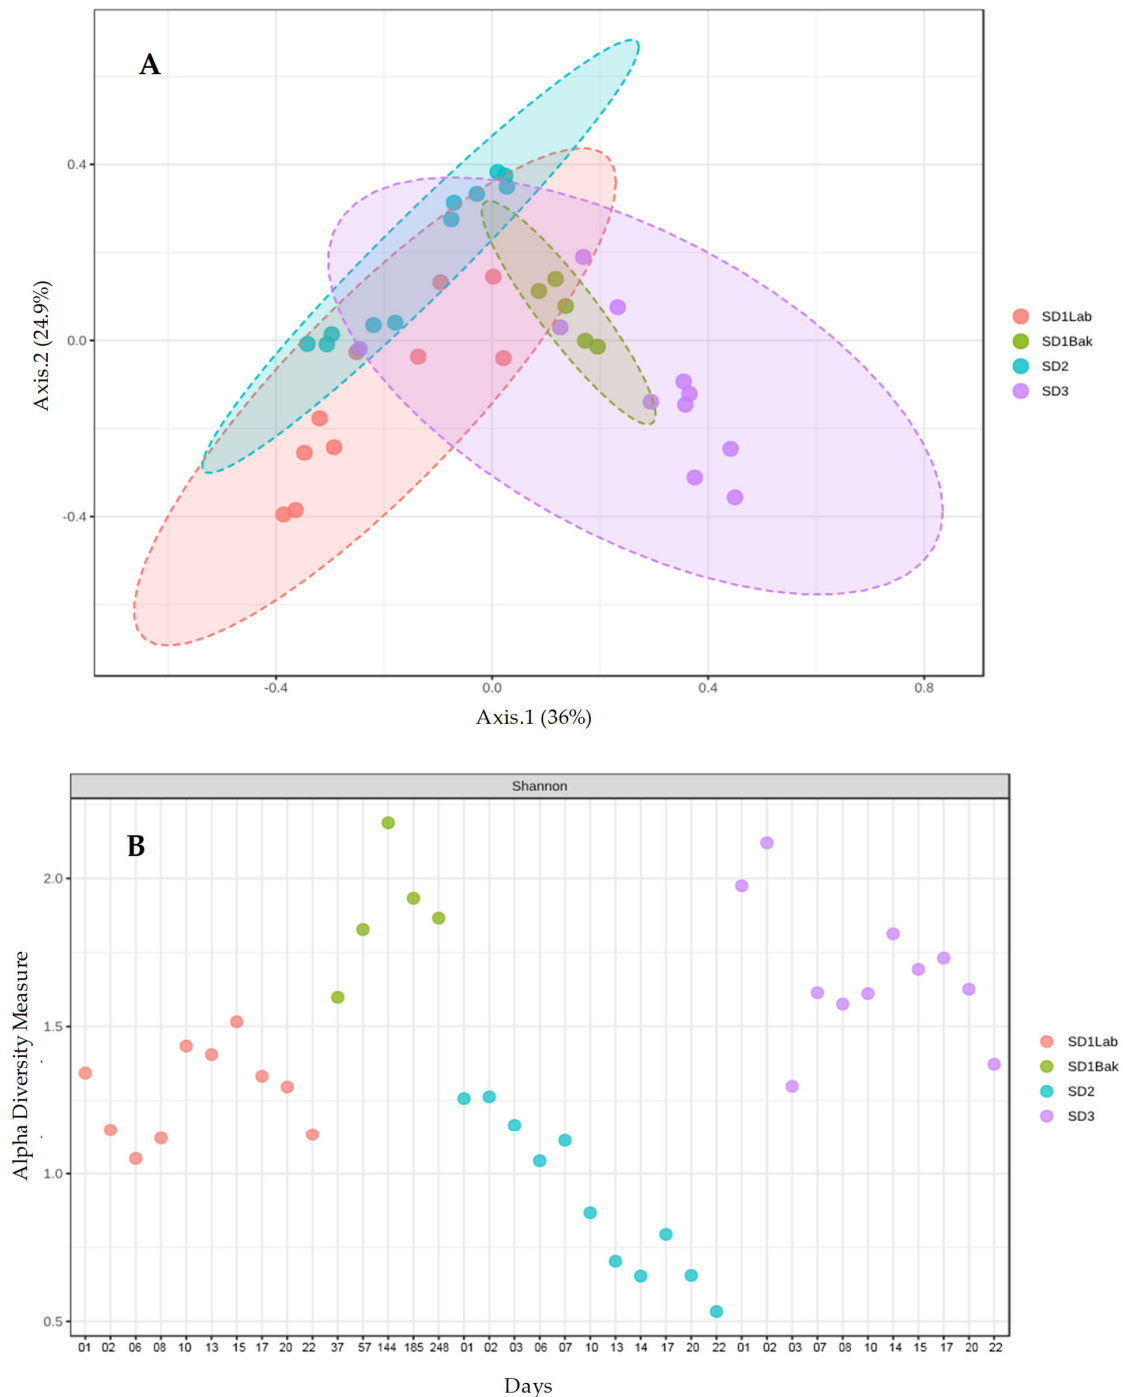 A
0.4
0.0
-0.4
Axis.2 (24.9%)
-0.4 0.0 0.4 0.8
Axis.1 (36%)
SD1Lab
SD1Bak
SD2
SD3
Shannon
B
2.0
1.5
1.0
0.5
Alpha Diversity Measure
01 02 06 08 10 13 15 17 20 22 37 57 144 185 248 01 02 03 06 07 10 13 14 17 20 22 01 02 03 07 08 10 14 15 17 20 22
Days
SD1Lab
SD1Bak
SD2
SD3